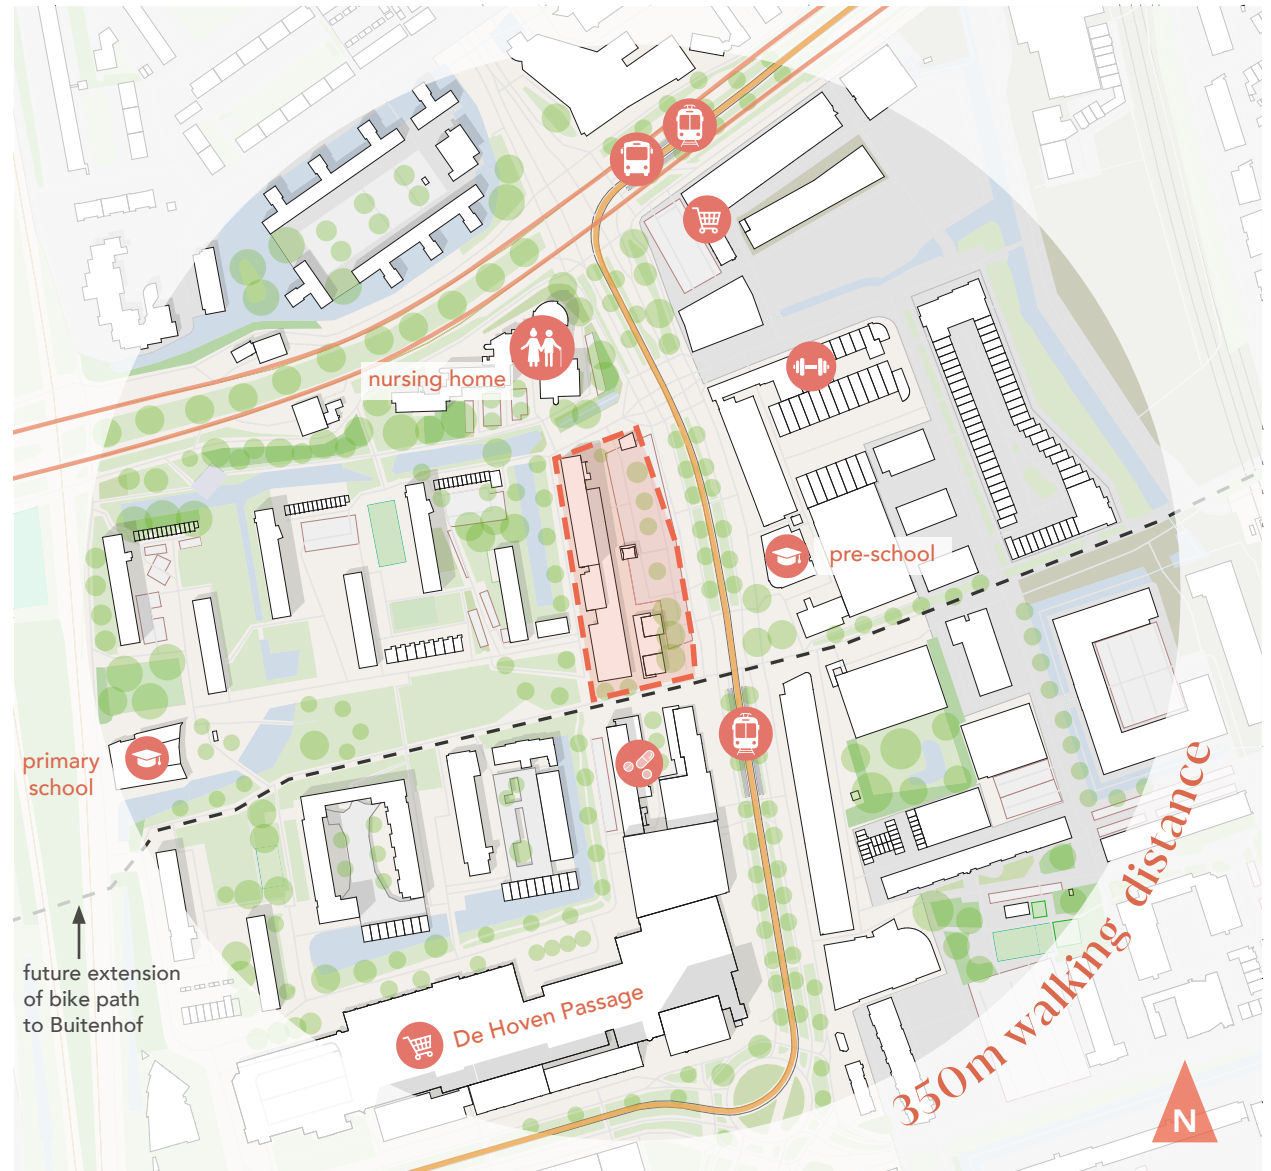 nursing home
pre-school
primary
school
future extension
of bike path
to Buitenhof
De Hoven Passage
350m walking distance
N